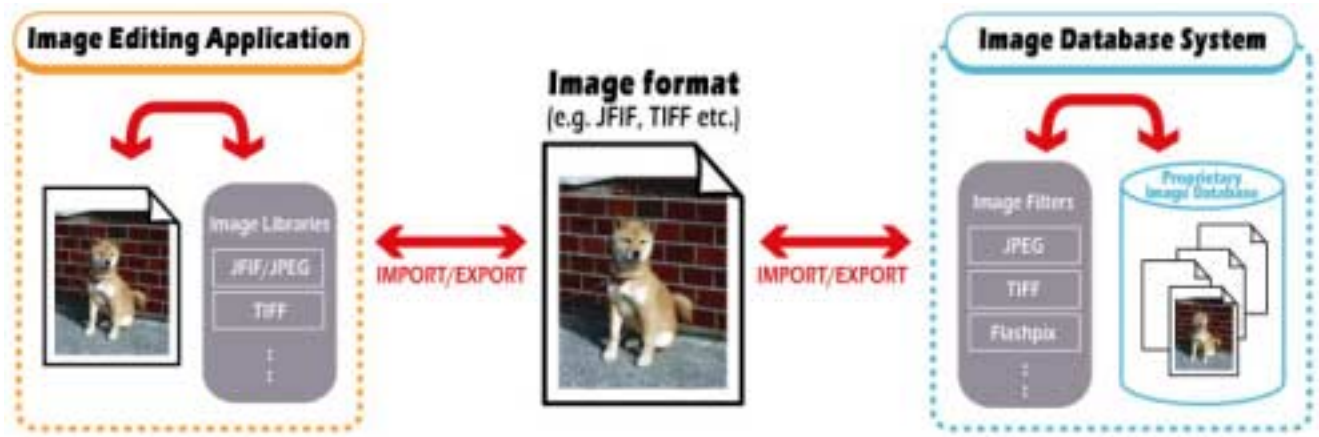 Image Editing Application
Image Libraries
JFIF/JPEG
TIFF
IMPORT/EXPORT
Image format
(e.g. JFIF, TIFF etc.)
IMPORT/EXPORT
Image Database System
Image Filters
JPEG
TIFF
Flashpix
Proprietary
Image Database